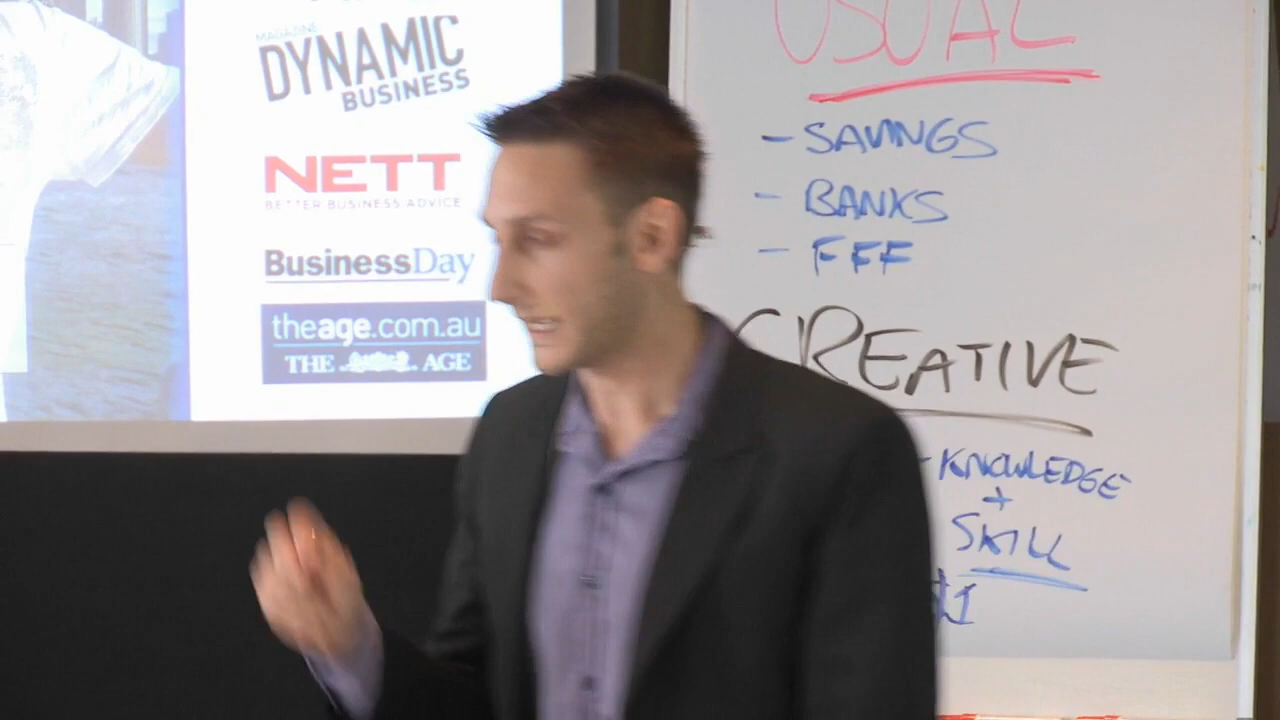 MAGAZINE
DYNAMIC
BUSINESS
NETT
BETTER BUSINESS ADVICE
BusinessDay
theage.com.au
THE AGE
USUAL
- SAVINGS
- BANKS
- FFF
CREATIVE
- KNOWLEDGE
+
SKILL